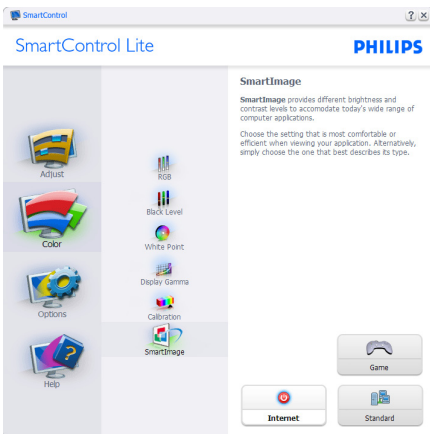 SmartControl
SmartControl Lite
PHILIPS
Adjust
Color
Options
Help
RGB
Black Level
White Point
Display Gamma
Calibration
SmartImage
SmartImage
SmartImage provides different brightness and
contrast levels to accomodate today's wide range of
computer applications.
Choose the setting that is most comfortable or
efficient when viewing your application. Alternatively,
simply choose the one that best describes its type.
Game
Internet
Standard